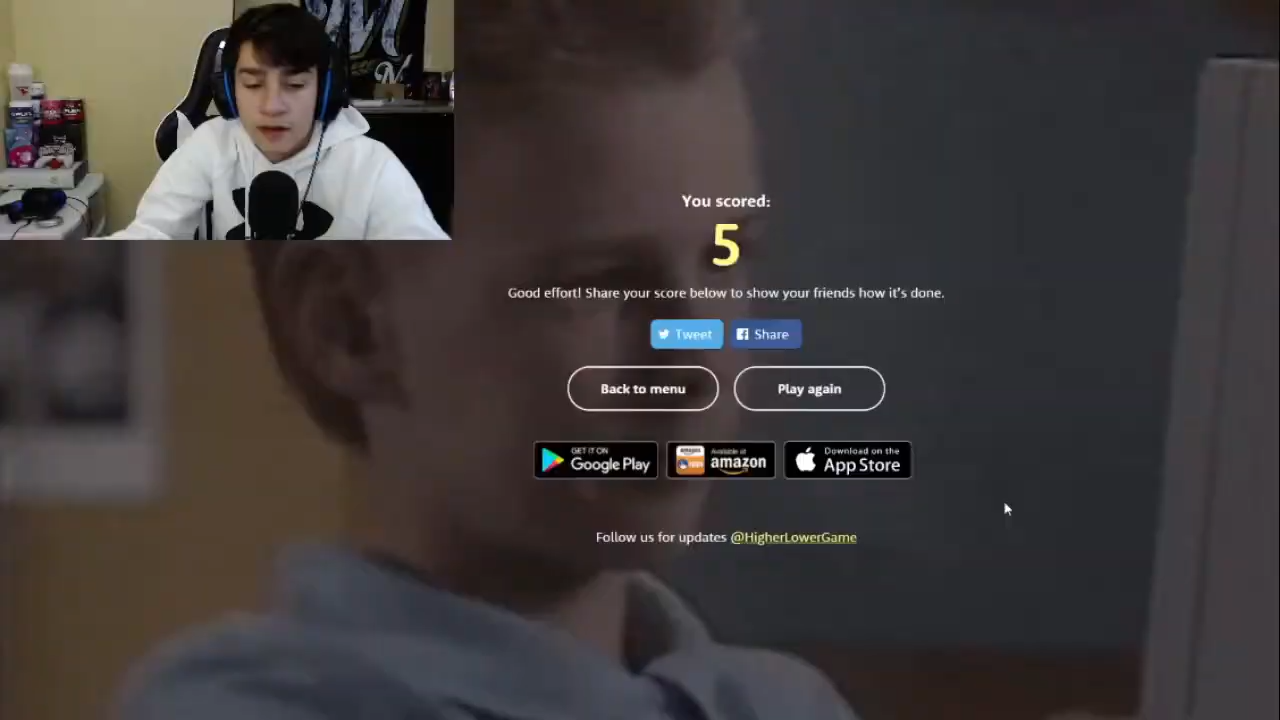 You scored:
5
Good effort! Share your score below to show your friends how it's done.
Tweet
Share
Back to menu
Play again
GET IT ON
Google Play
Available at
amazon
Download on the
App Store
Follow us for updates @HigherLowerGame